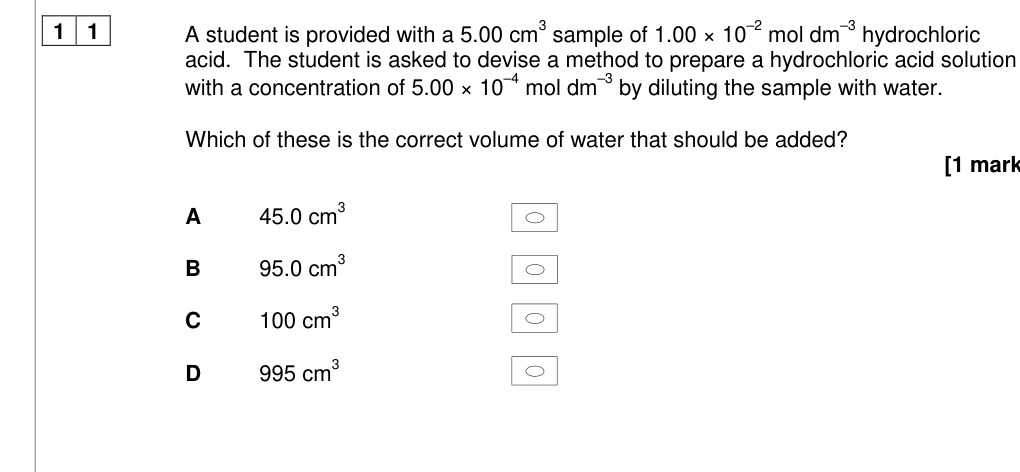 1 1
A student is provided with a 5.00 cm³ sample of 1.00 × 10⁻² mol dm⁻³ hydrochloric
acid. The student is asked to devise a method to prepare a hydrochloric acid solution
with a concentration of 5.00 × 10⁻⁴ mol dm⁻³ by diluting the sample with water.
Which of these is the correct volume of water that should be added?
[1 mark
A 45.0 cm³
B 95.0 cm³
C 100 cm³
D 995 cm³